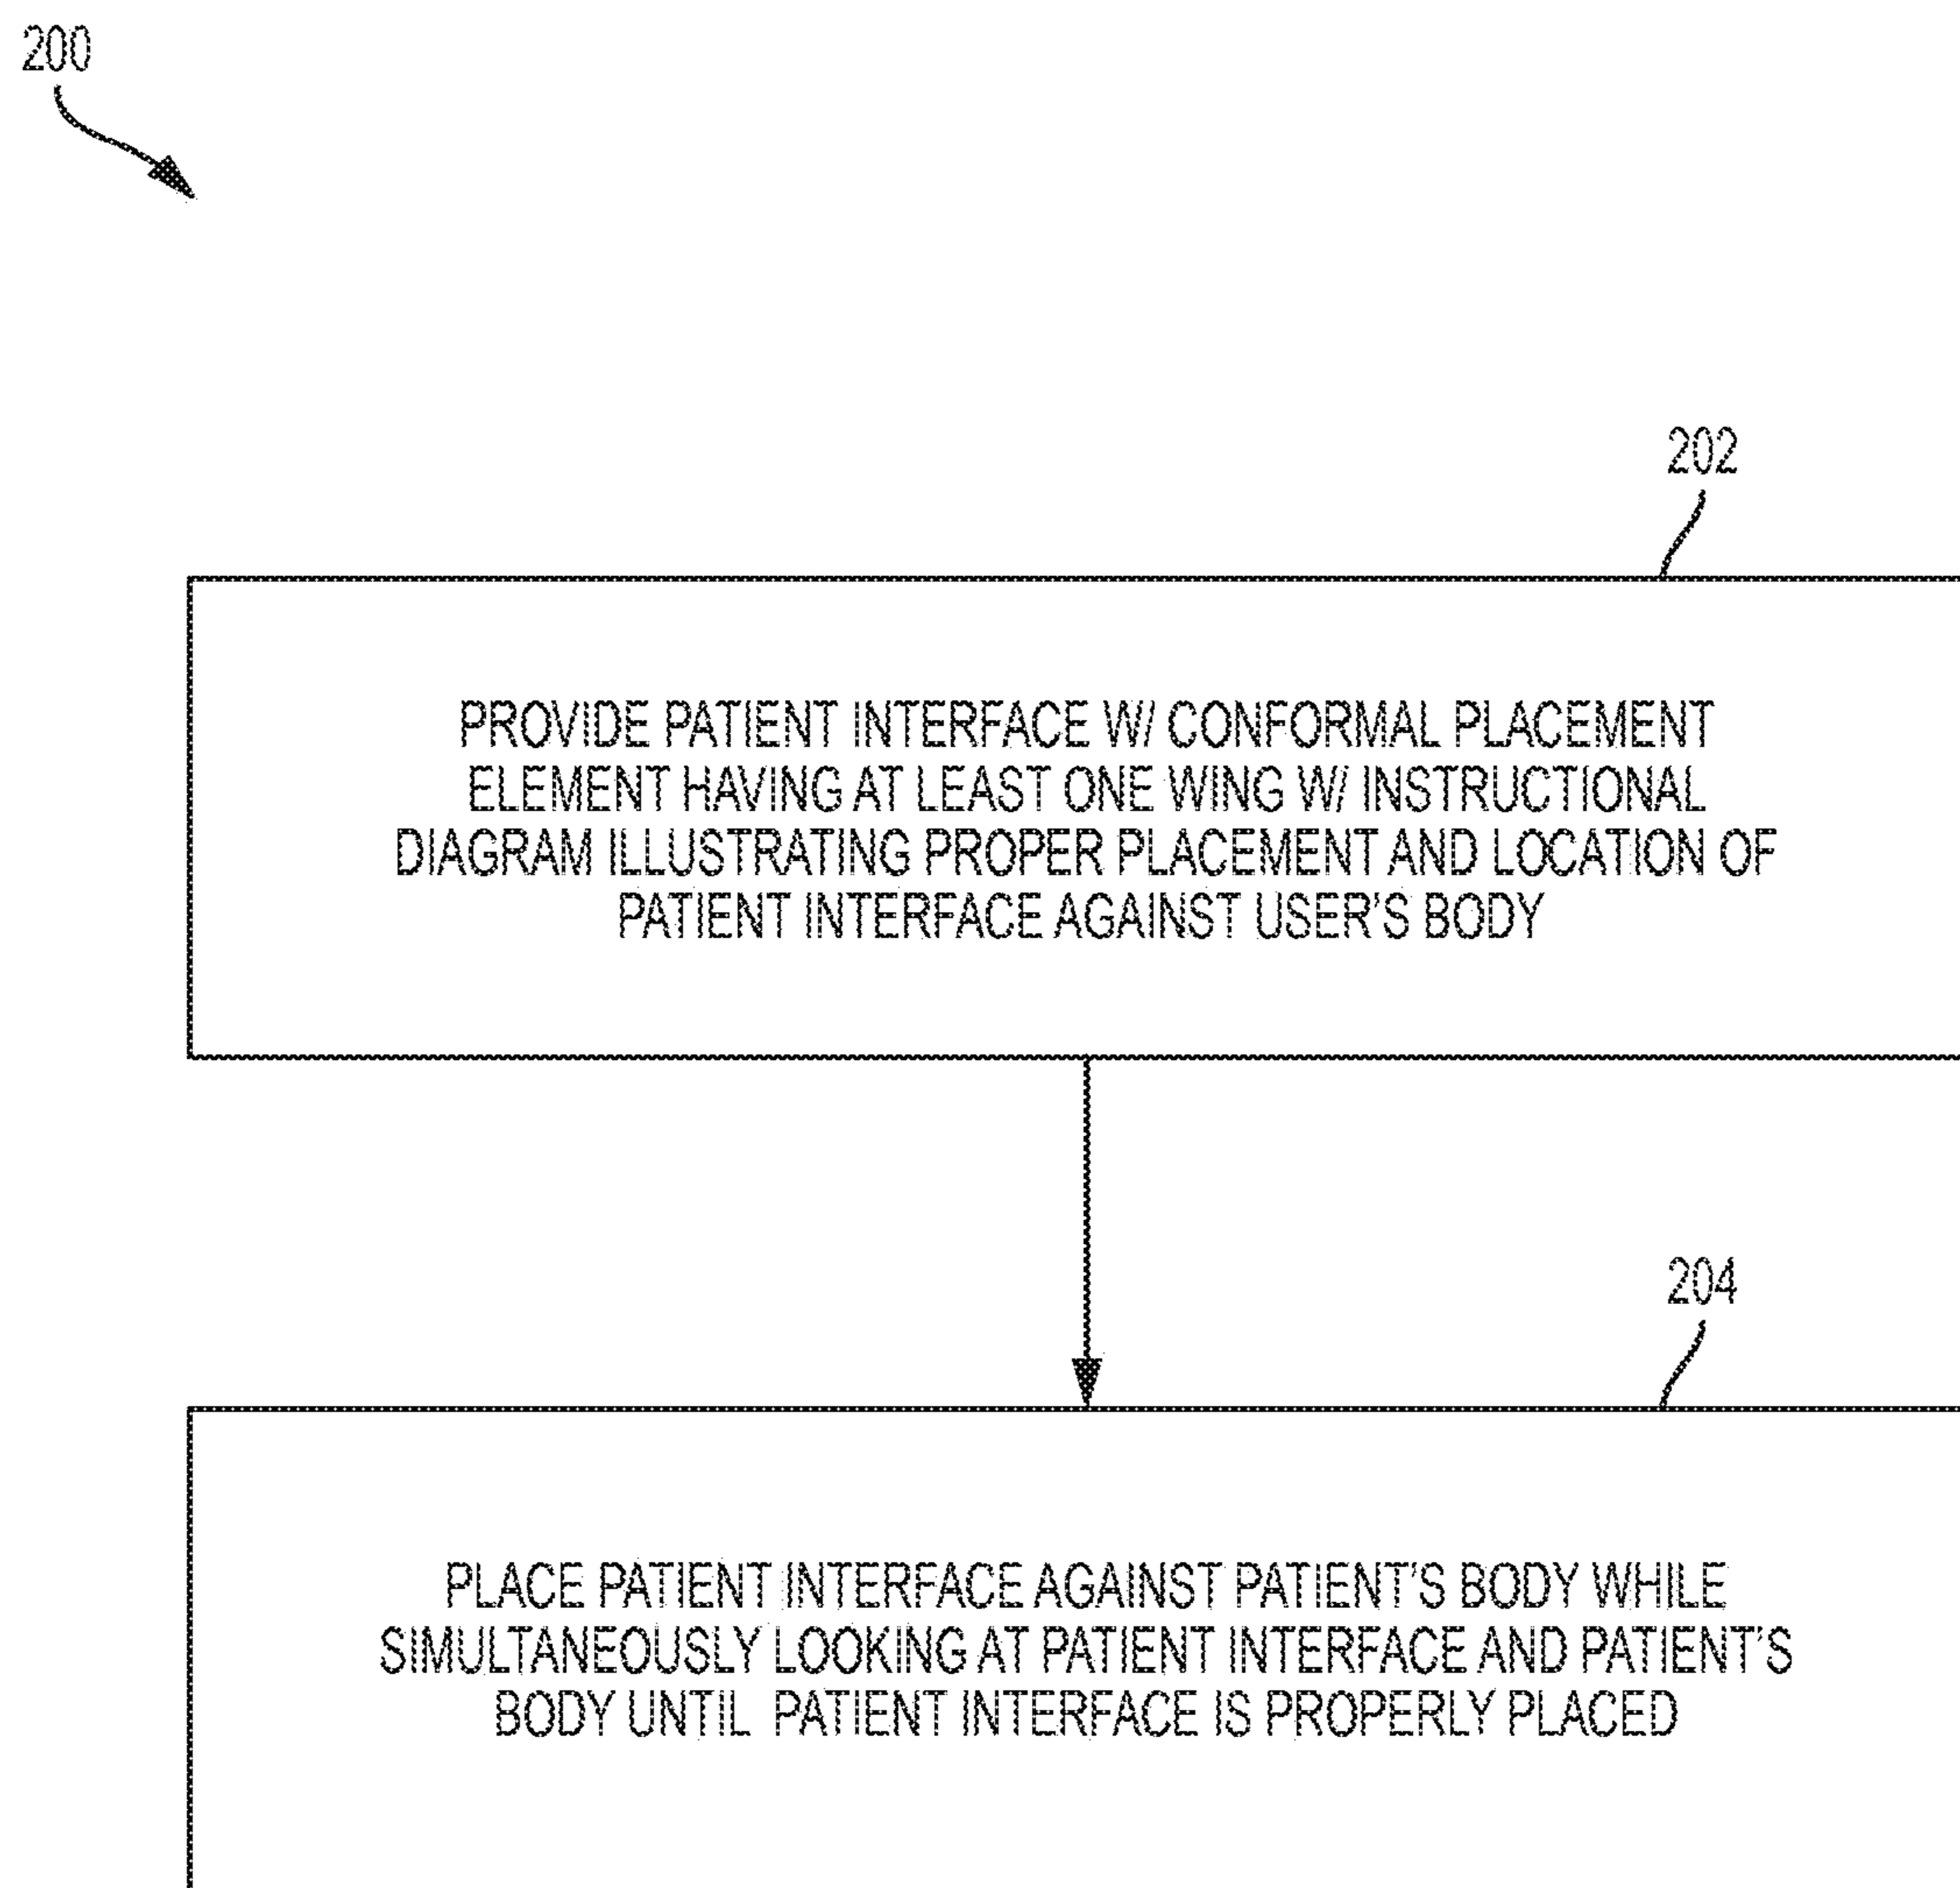 200
202
PROVIDE PATIENT INTERFACE W/ CONFORMAL PLACEMENT
ELEMENT HAVING AT LEAST ONE WING W/ INSTRUCTIONAL
DIAGRAM ILLUSTRATING PROPER PLACEMENT AND LOCATION OF
PATIENT INTERFACE AGAINST USER'S BODY
204
PLACE PATIENT INTERFACE AGAINST PATIENT'S BODY WHILE
SIMULTANEOUSLY LOOKING AT PATIENT INTERFACE AND PATIENT'S
BODY UNTIL PATIENT INTERFACE IS PROPERLY PLACED